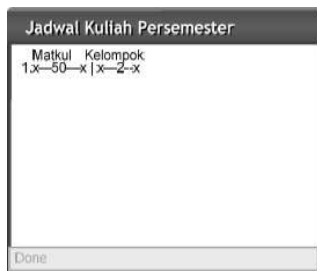 Jadwal Kuliah Persemester
Matkul Kelompok
1.x—50—x | x—2--x
Done